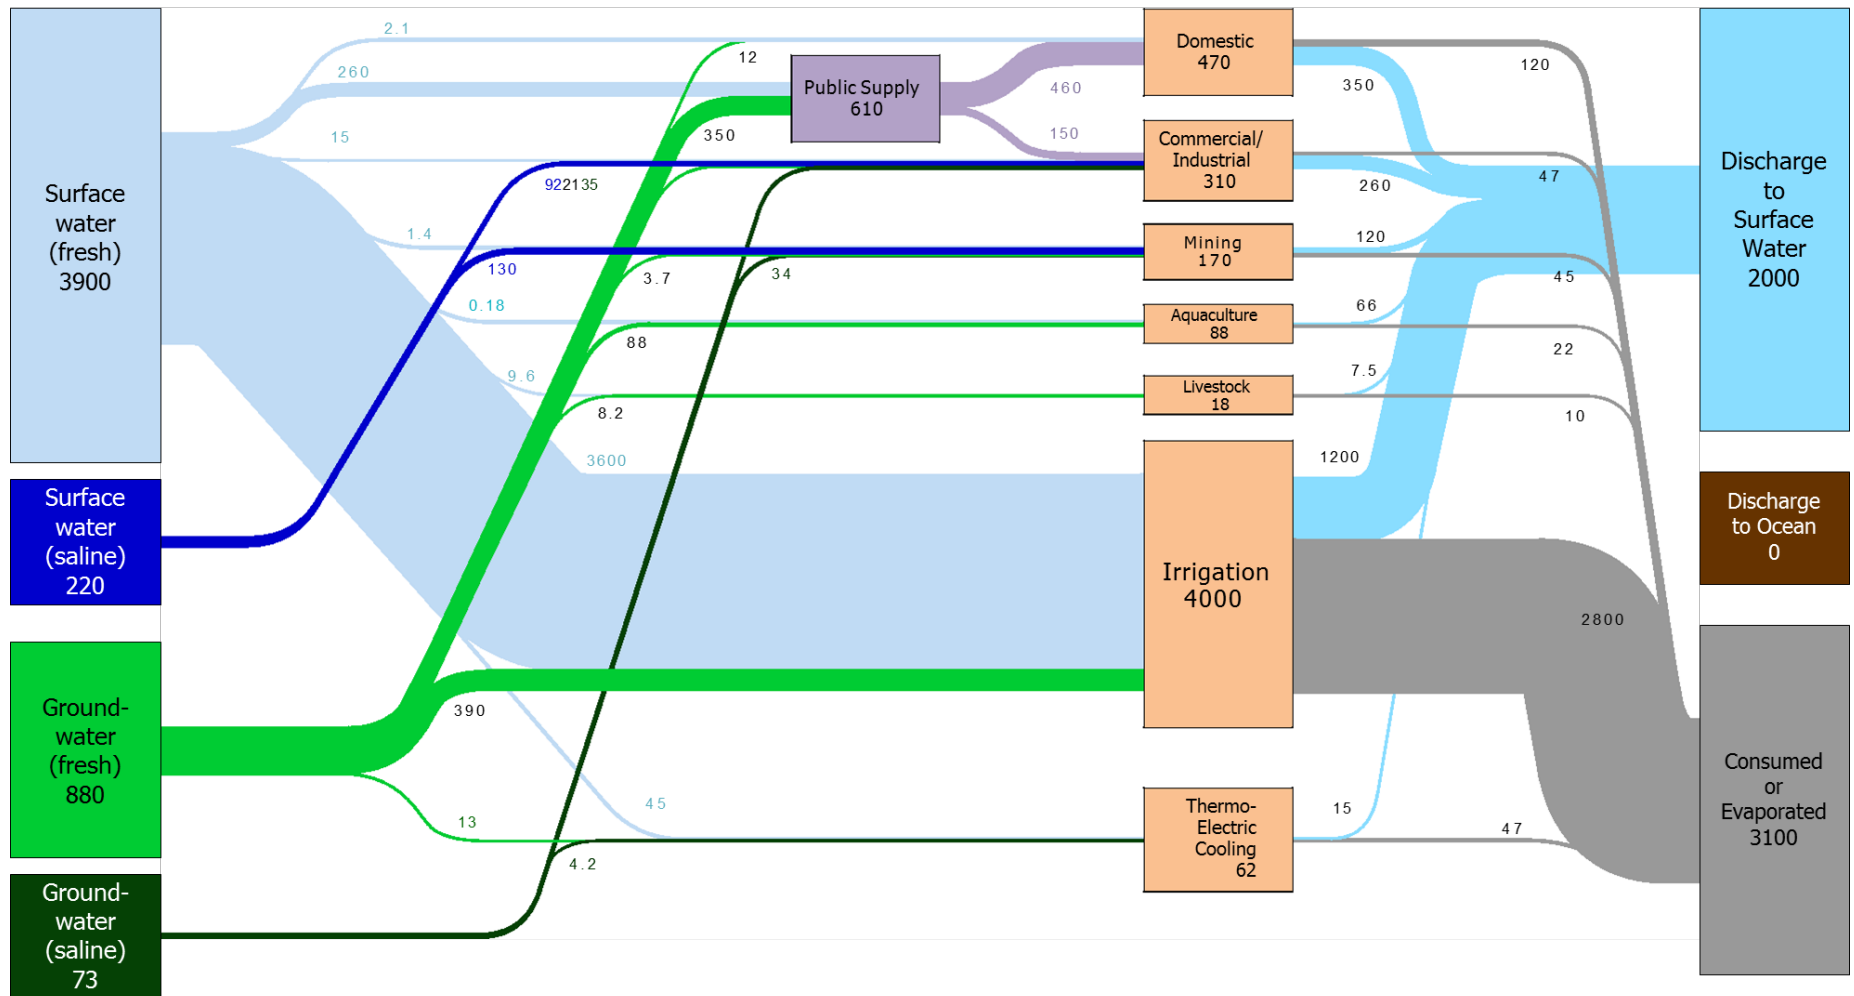 Surface
water
(fresh)
3900
Surface
water
(saline)
220
Ground-
water
(fresh)
880
Ground-
water
(saline)
73
2.1
260
15
922135
1.4
130
0.18
9.6
3600
12
350
3.7
34
88
8.2
390
13
45
4.2
Public Supply
610
460
150
Domestic
470
Commercial/
Industrial
310
Mining
170
Aquaculture
88
Livestock
18
Irrigation
4000
Thermo-
Electric
Cooling
62
350
120
260
47
120
45
66
22
7.5
10
1200
2800
15
47
Discharge
to
Surface
Water
2000
Discharge
to Ocean
0
Consumed
or
Evaporated
3100